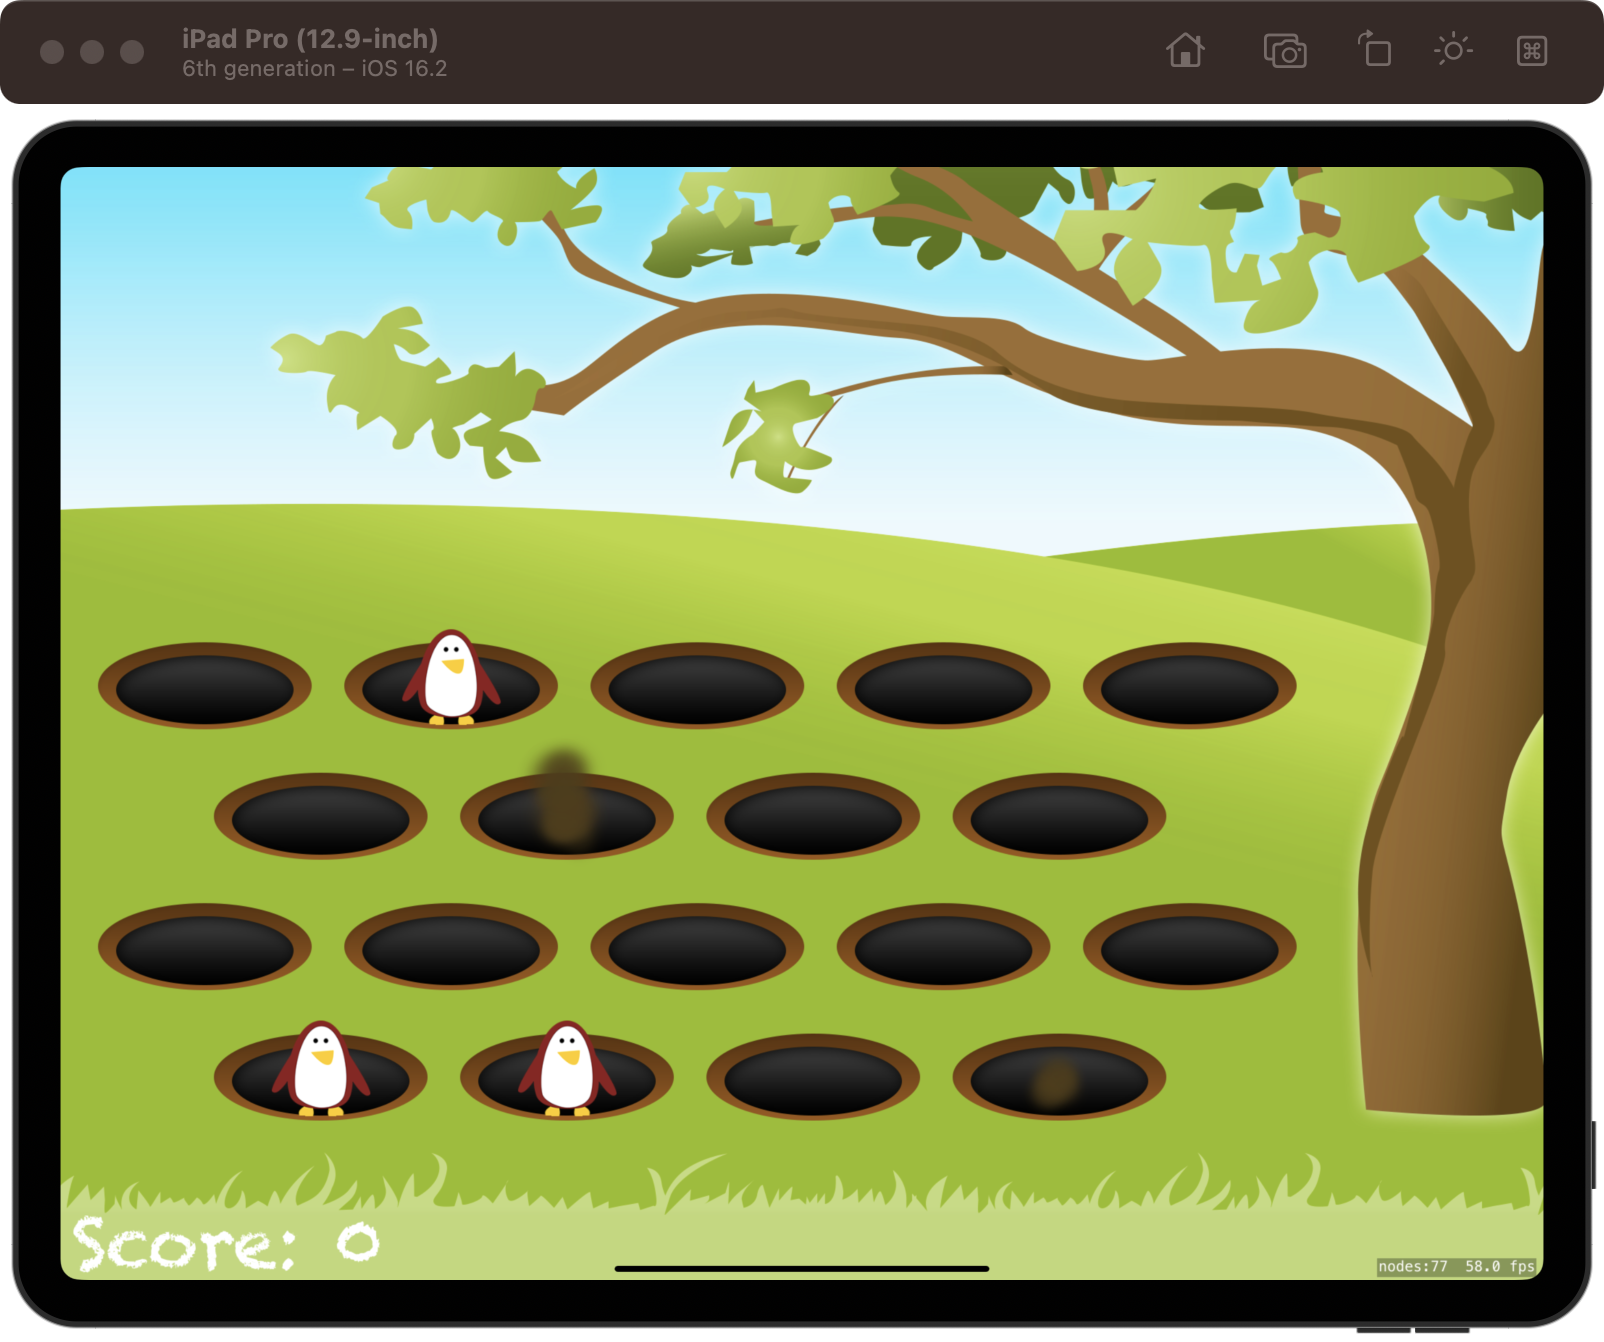 iPad Pro (12.9-inch)
6th generation – iOS 16.2
Score: 0
nodes:77 58.0 fps